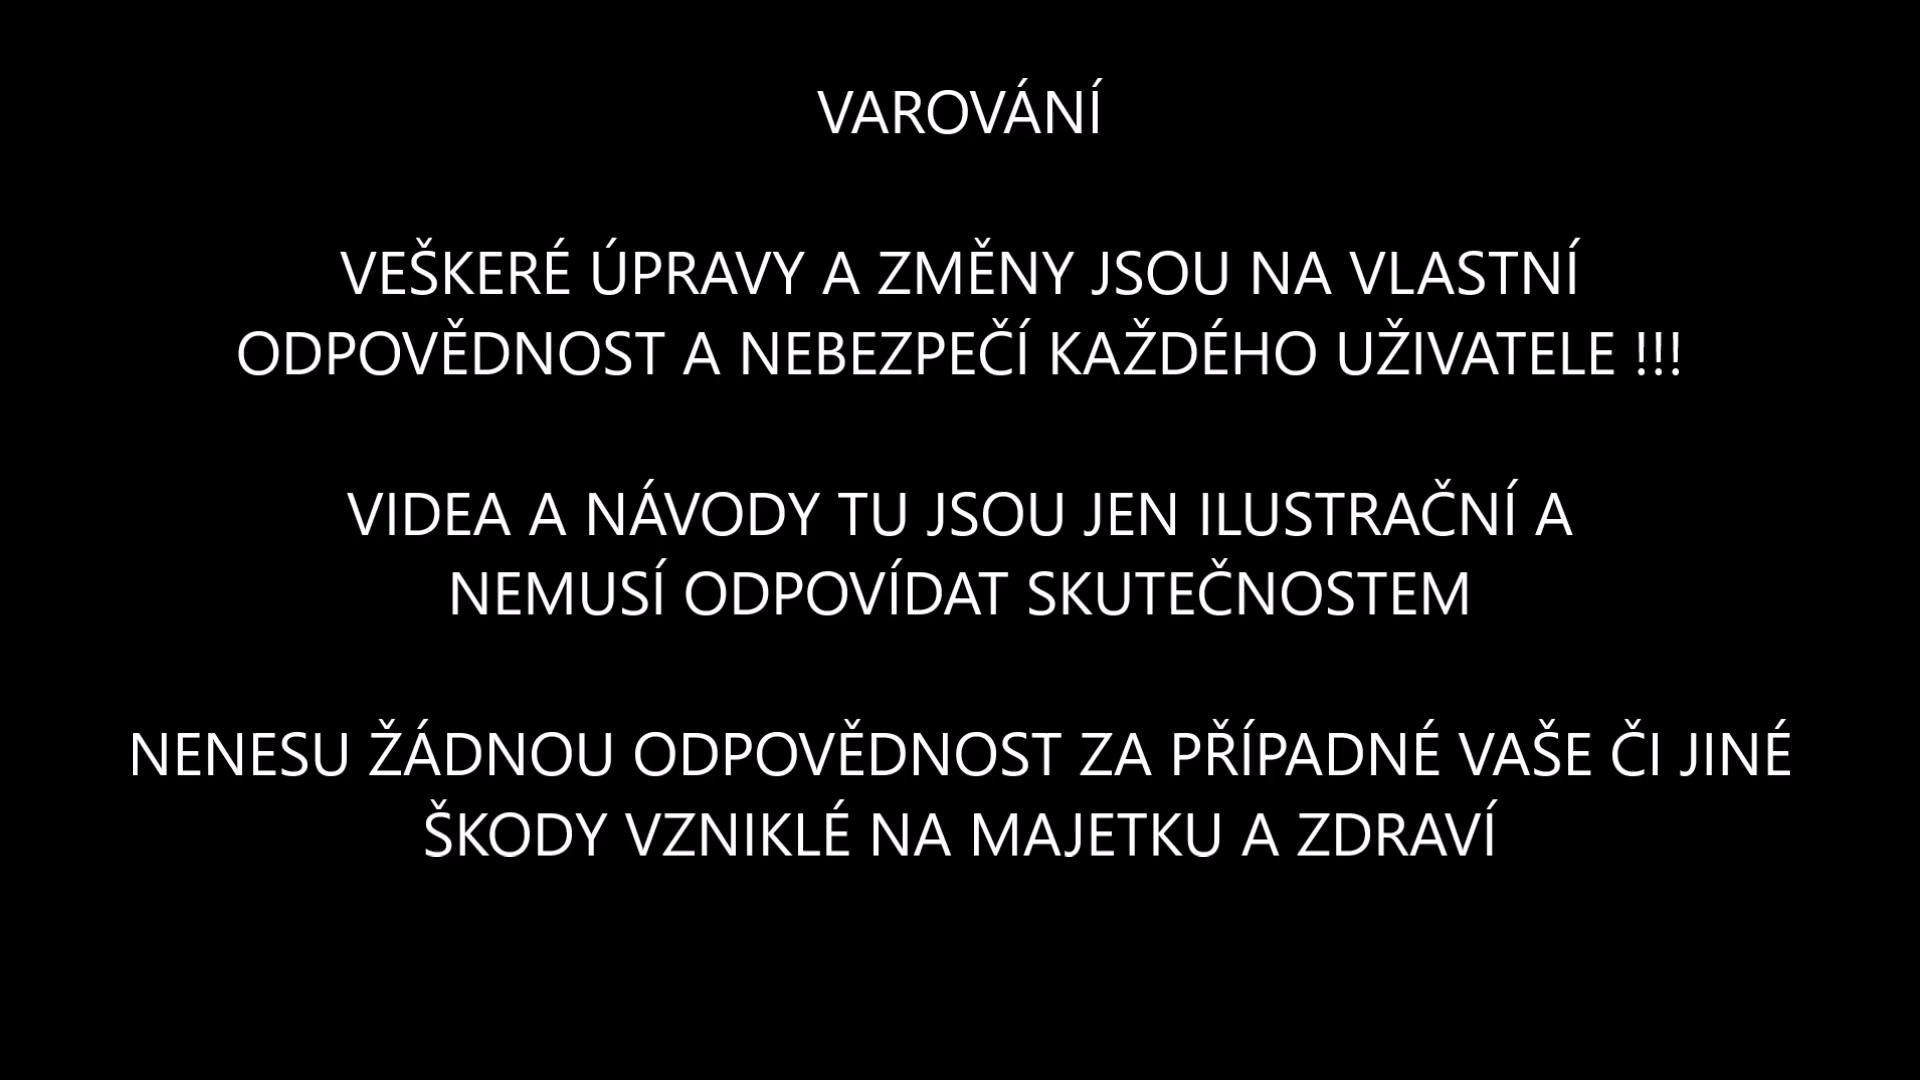 VAROVÁNÍ
VEŠKERÉ ÚPRAVY A ZMĚNY JSOU NA VLASTNÍ
ODPOVĚDNOST A NEBEZPEČÍ KAŽDÉHO UŽIVATELE !!!
VIDEA A NÁVODY TU JSOU JEN ILUSTRAČNÍ A
NEMUSÍ ODPOVÍDAT SKUTEČNOSTEM
NENESU ŽÁDNOU ODPOVĚDNOST ZA PŘÍPADNÉ VAŠE ČI JINÉ
ŠKODY VZNIKLÉ NA MAJETKU A ZDRAVÍ